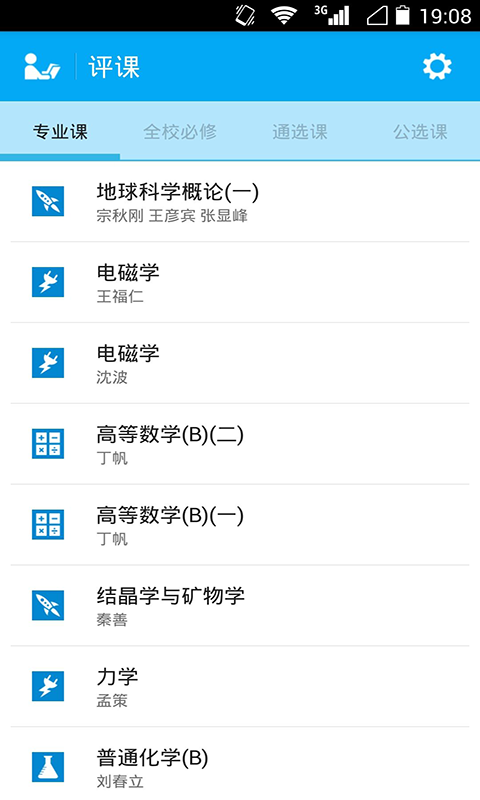 3G 19:08
评课
专业课 全校必修 通选课 公选课
地球科学概论(一)
宗秋刚 王彦宾 张显峰
电磁学
王福仁
电磁学
沈波
高等数学(B)(二)
丁帆
高等数学(B)(一)
丁帆
结晶学与矿物学
秦善
力学
孟策
普通化学(B)
刘春立